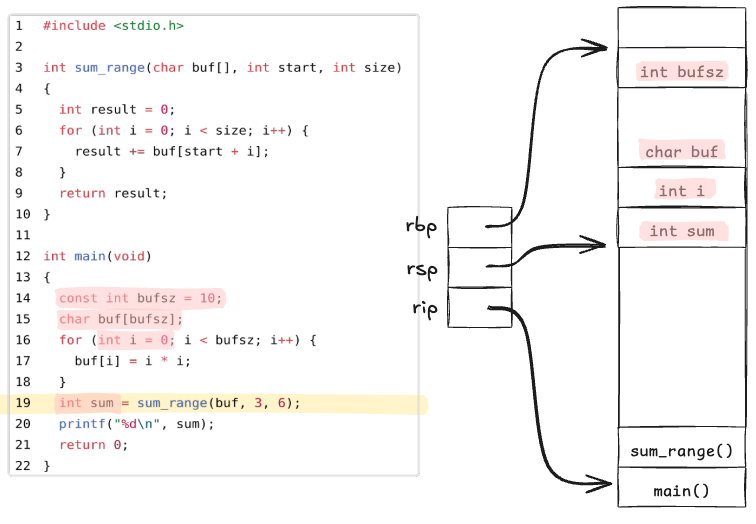 1 #include <stdio.h>
2
3 int sum_range(char buf[], int start, int size)
4 {
5   int result = 0;
6   for (int i = 0; i < size; i++) {
7     result += buf[start + i];
8   }
9   return result;
10 }
11
12 int main(void)
13 {
14   const int bufsz = 10;
15   char buf[bufsz];
16   for (int i = 0; i < bufsz; i++) {
17     buf[i] = i * i;
18   }
19   int sum = sum_range(buf, 3, 6);
20   printf("%d\n", sum);
21   return 0;
22 }
rbp
rsp
rip
int bufsz
char buf
int i
int sum
sum_range()
main()